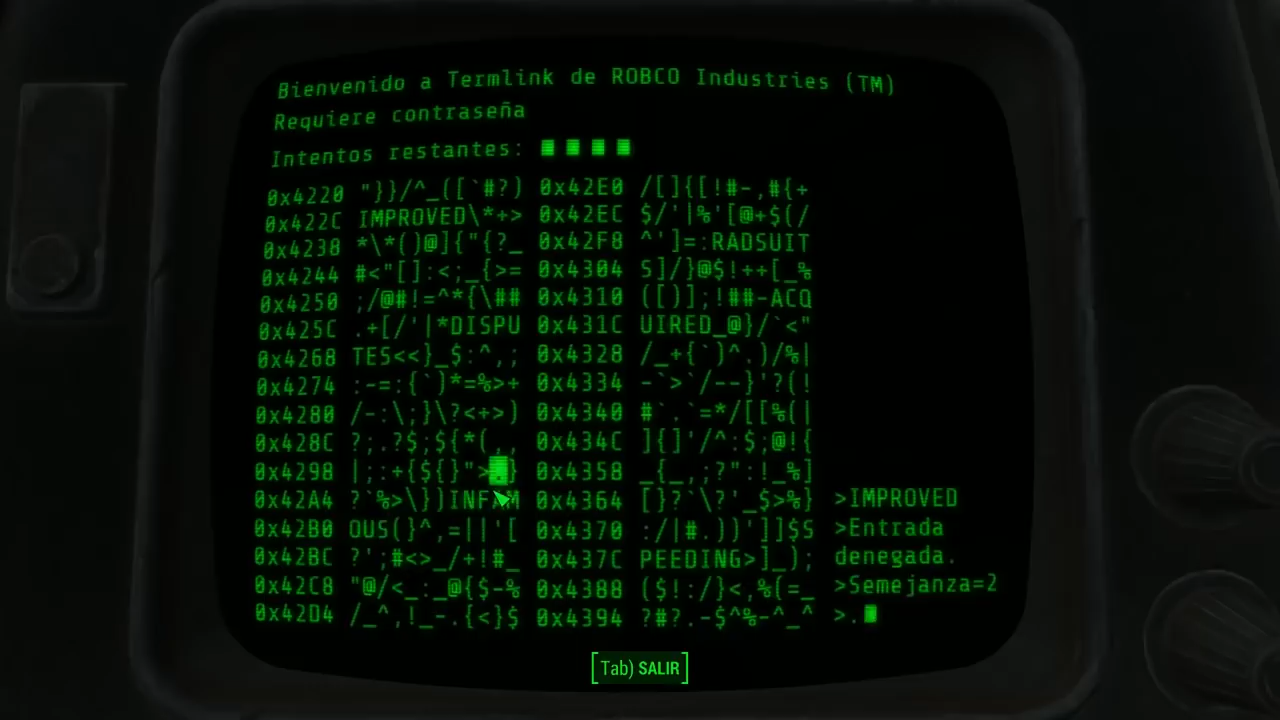 Bienvenido a Termlink de ROBCO Industries (TM)
Requiere contraseña
Intentos restantes:
0x4220 "}}/^_([`#?) 0x42E0 /[]{[!#-,#{+
0x422C IMPROVED\*+> 0x42EC $/'|%'[@+$(/
0x4238 *\*()@]{"{?_ 0x42F8 ^']=:RADSUIT
0x4244 #<"[]:<;_{>= 0x4304 S]/}@$!++[_%
0x4250 ;/@#!=^*{\## 0x4310 ([)];!##-ACQ
0x425C .+[/'|*DISPU 0x431C UIRED_@}/`<"
0x4268 TES<<}_$:^,; 0x4328 /_+{`)^.)/%|
0x4274 :-=:{`)*=%>+ 0x4334 -`>`/--}'?(!
0x4280 /-:\;}\?<+>) 0x4340 #`.`=*/[[%(|
0x428C ?;.?$;${*(,, 0x434C ]{]'/^:$;@!{
0x4298 |;:+{${}">.} 0x4358 _{_,;?":!_%]
0x42A4 ?`%>\})INFAM 0x4364 [}?`\?'_$>%} >IMPROVED
0x42B0 OUS(}^,=||'[ 0x4370 :/|#.))']]$S >Entrada
0x42BC ?';#<>_/+!#_ 0x437C PEEDING>]_); denegada.
0x42C8 "@/<_:_@{$-% 0x4388 ($!:/}<,%(=_ >Semejanza=2
0x42D4 /_^,!_-.{<}$ 0x4394 ?#?.-$^%-^_^ >.
[Tab) SALIR]